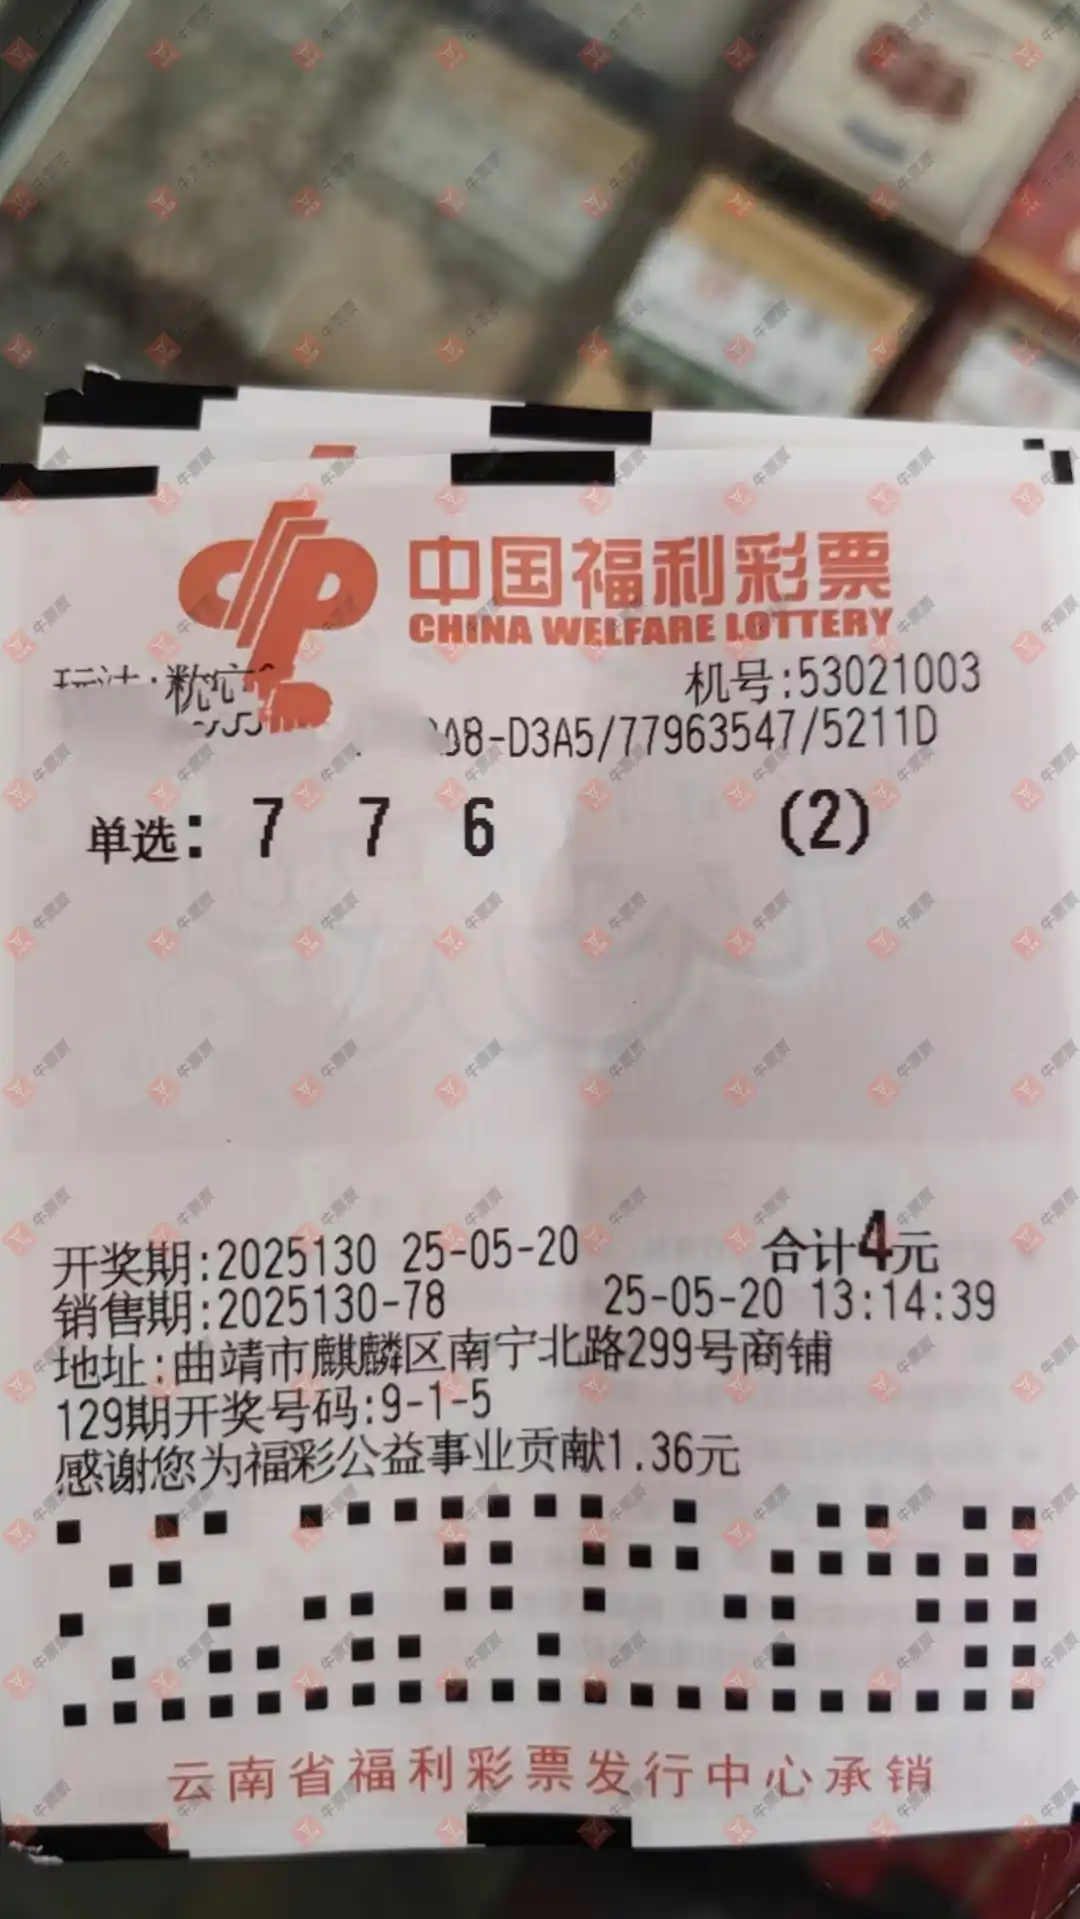 中国福利彩票
CHINA WELFARE LOTTERY
机号:53021003
A8-D3A5/77963547/5211D
单选: 7 7 6 (2)
开奖期:2025130 25-05-20 合计4元
销售期:2025130-78 25-05-20 13:14:39
地址:曲靖市麒麟区南宁北路299号商铺
129期开奖号码:9-1-5
感谢您为福彩公益事业贡献1.36元
云南省福利彩票发行中心承销
牛票票